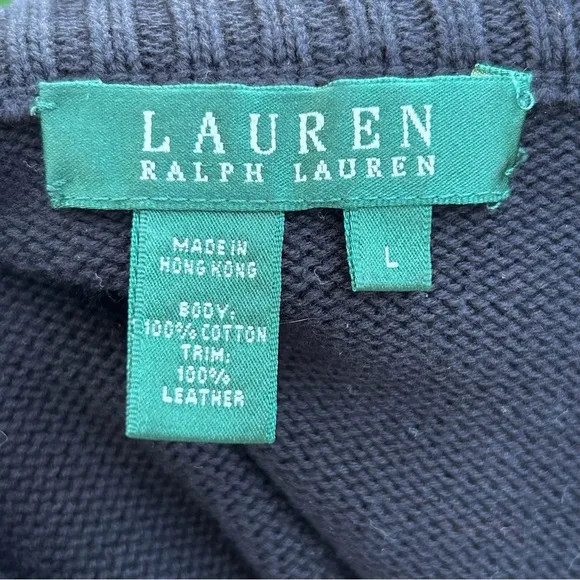 LAUREN
RALPH LAUREN
MADE IN
HONG KONG
BODY:
100% COTTON
TRIM:
100%
LEATHER
L